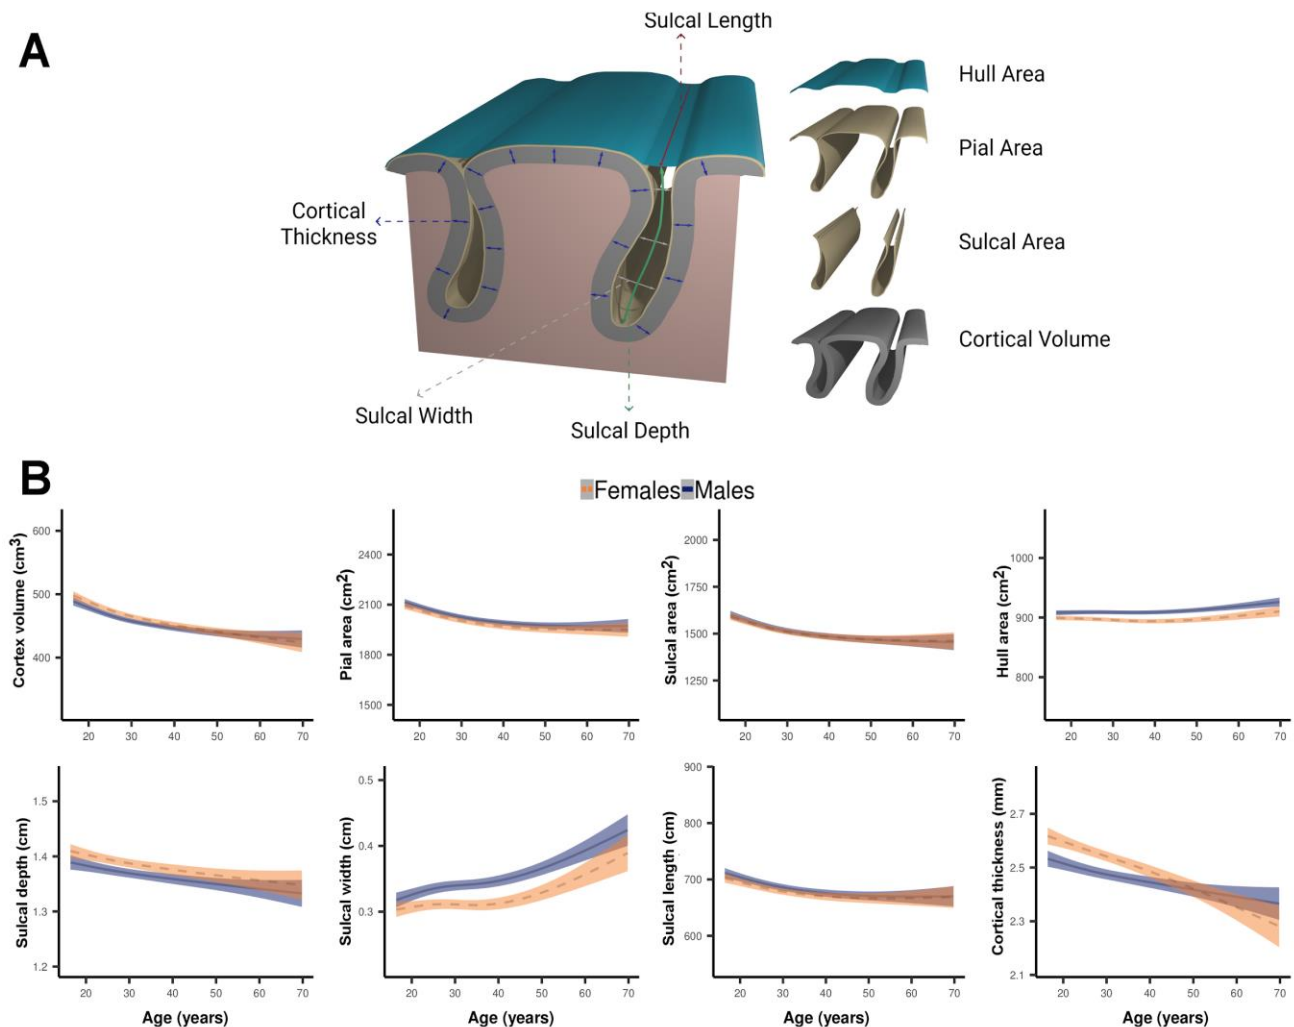 A
Sulcal Length
Hull Area
Pial Area
Cortical
Thickness
Sulcal Area
Cortical Volume
Sulcal Width
Sulcal Depth
B
Females Males
Cortex volume (cm³)
600
500
400
20 30 40 50 60 70
Pial area (cm²)
2400
2100
1800
1500
20 30 40 50 60 70
Sulcal area (cm²)
2000
1750
1500
1250
20 30 40 50 60 70
Hull area (cm²)
1000
900
800
20 30 40 50 60 70
Sulcal depth (cm)
1.5
1.4
1.3
1.2
20 30 40 50 60 70
Age (years)
Sulcal width (cm)
0.5
0.4
0.3
20 30 40 50 60 70
Age (years)
Sulcal length (cm)
900
800
700
600
20 30 40 50 60 70
Age (years)
Cortical thickness (mm)
2.7
2.5
2.3
2.1
20 30 40 50 60 70
Age (years)